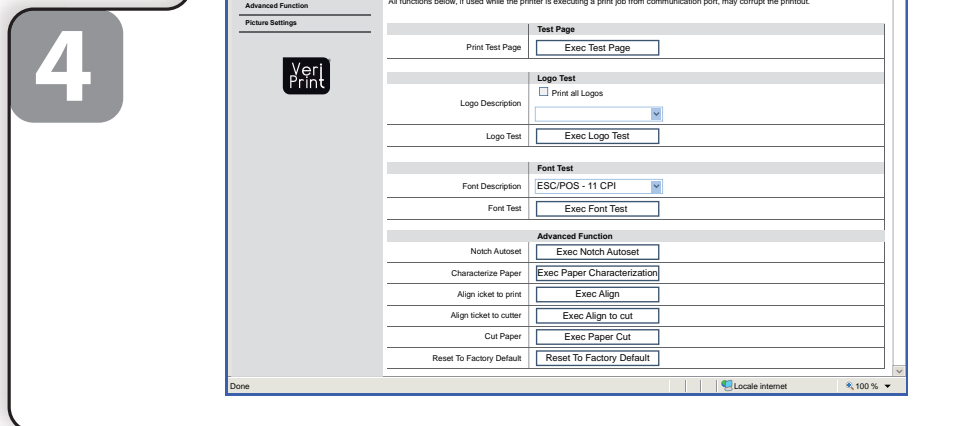 Advanced Function
All functions below, if used while the printer is executing a print job from communication port, may corrupt the printout.
Picture Settings
4
Veri
Print
Test Page
Print Test Page
Exec Test Page
Logo Test
Print all Logos
Logo Description
Logo Test
Exec Logo Test
Font Test
Font Description
ESC/POS - 11 CPI
Font Test
Exec Font Test
Advanced Function
Notch Autoset
Exec Notch Autoset
Characterize Paper
Exec Paper Characterization
Align icket to print
Exec Align
Align ticket to cutter
Exec Align to cut
Cut Paper
Exec Paper Cut
Reset To Factory Default
Reset To Factory Default
Done
Locale internet
100 %